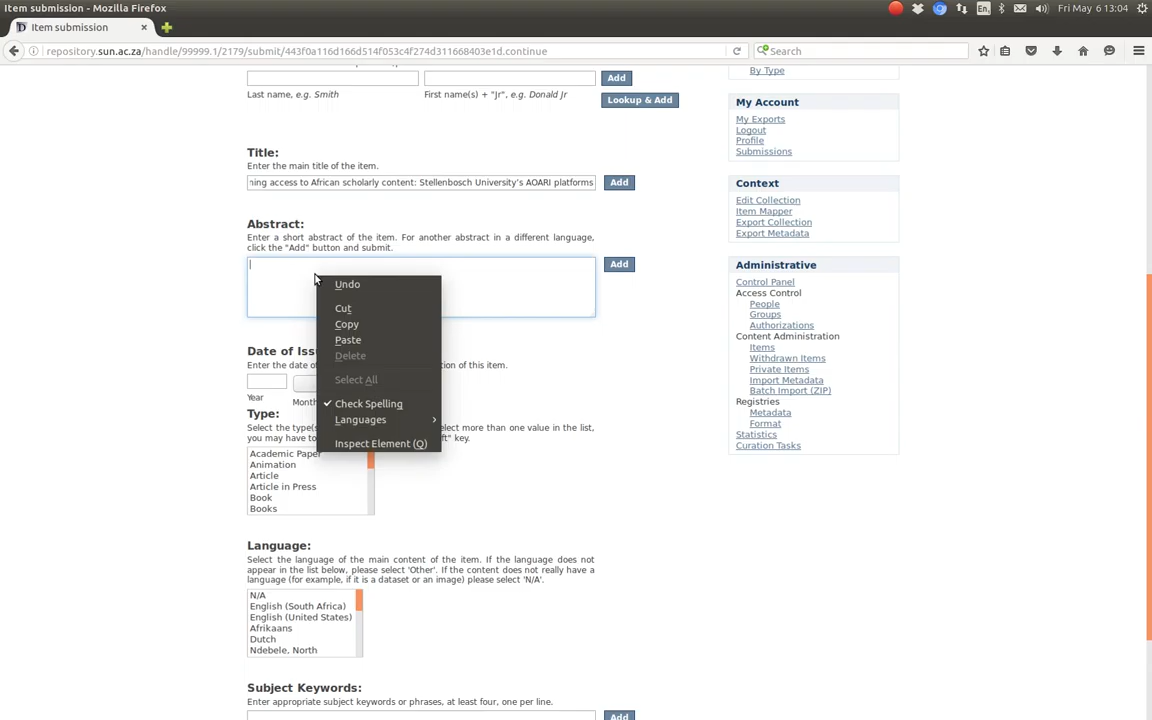 Item submission - Mozilla Firefox
En
Fri May 6 13:04
Item submission
repository.sun.ac.za/handle/99999.1/2179/submit/443f0a116d166d514f053c4f274d311668403e1d.continue
Search
Add
Last name, e.g. Smith
First name(s) + "Jr", e.g. Donald Jr
Lookup & Add
Title:
Enter the main title of the item.
ning access to African scholarly content: Stellenbosch University's AOARI platforms
Add
Abstract:
Enter a short abstract of the item. For another abstract in a different language,
click the "Add" button and submit.
Add
Undo
Cut
Copy
Paste
Delete
Select All
Check Spelling
Languages
Inspect Element (Q)
Date of Iss
Enter the date of
ion of this item.
Year
Month
Type:
Select the type(s
elect more than one value in the list,
you may have to
ft" key.
Academic Paper
Animation
Article
Article in Press
Book
Books
Language:
Select the language of the main content of the item. If the language does not
appear in the list below, please select 'Other'. If the content does not really have a
language (for example, if it is a dataset or an image) please select 'N/A'.
N/A
English (South Africa)
English (United States)
Afrikaans
Dutch
Ndebele, North
Subject Keywords:
Enter appropriate subject keywords or phrases, at least four, one per line.
Add
By Type
My Account
My Exports
Logout
Profile
Submissions
Context
Edit Collection
Item Mapper
Export Collection
Export Metadata
Administrative
Control Panel
Access Control
People
Groups
Authorizations
Content Administration
Items
Withdrawn Items
Private Items
Import Metadata
Batch Import (ZIP)
Registries
Metadata
Format
Statistics
Curation Tasks